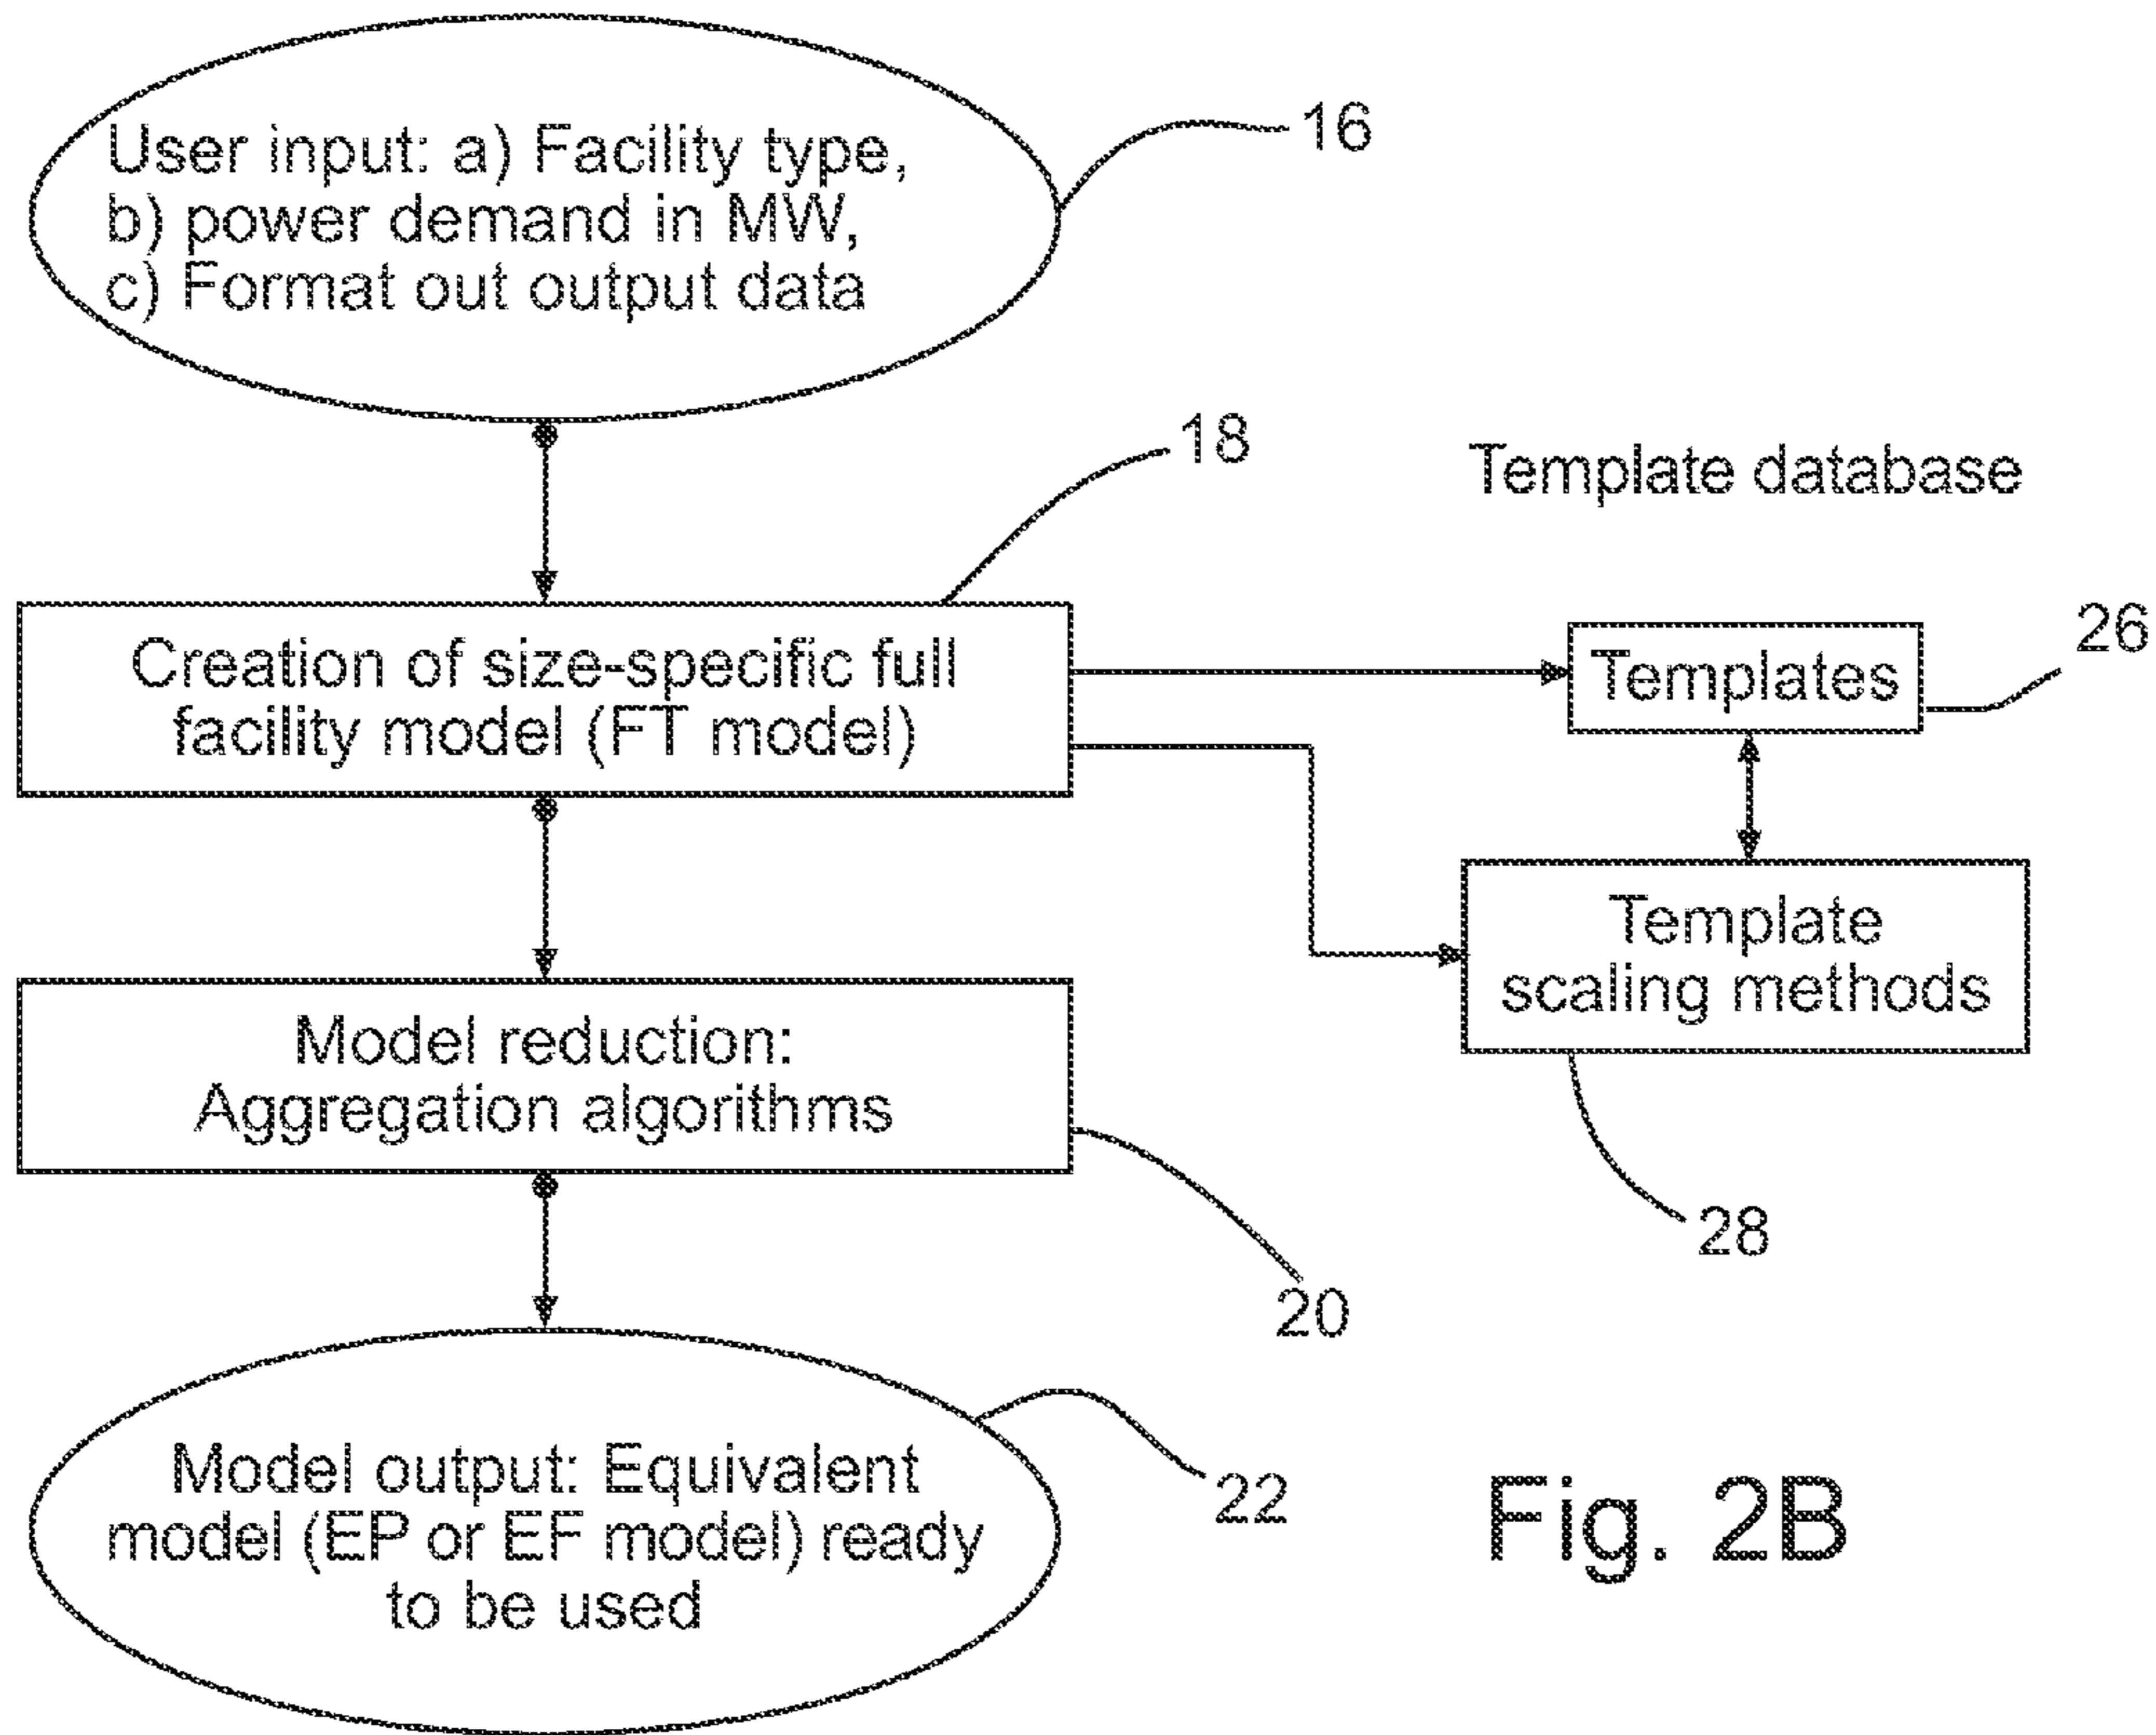 User input: a) Facility type,
b) power demand in MW,
c) Format out output data
16
18
Template database
Creation of size-specific full
facility model (FT model)
Templates
26
Template
scaling methods
28
Model reduction:
Aggregation algorithms
20
Model output: Equivalent
model (EP or EF model) ready
to be used
22
Fig. 2B